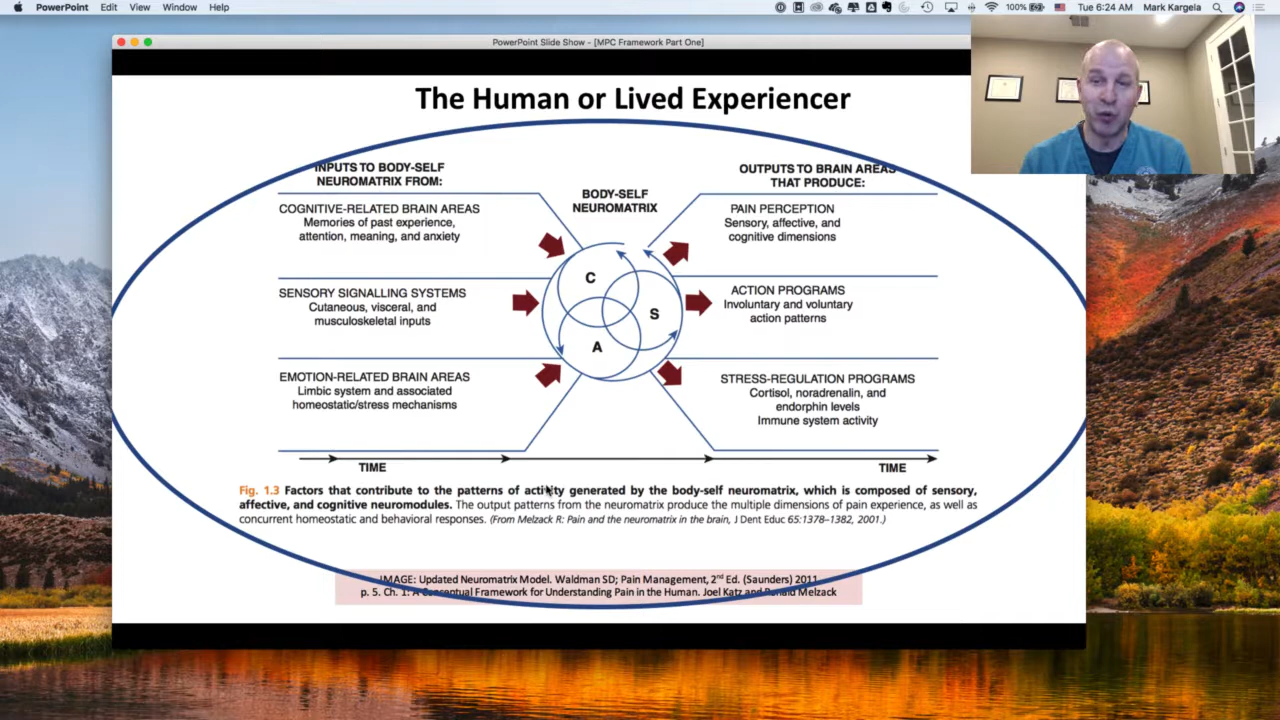 PowerPoint Edit View Window Help
100% Tue 6:24 AM Mark Kargela
PowerPoint Slide Show - [MPC Framework Part One]
The Human or Lived Experiencer
INPUTS TO BODY-SELF
NEUROMATRIX FROM:
COGNITIVE-RELATED BRAIN AREAS
Memories of past experience,
attention, meaning, and anxiety
SENSORY SIGNALLING SYSTEMS
Cutaneous, visceral, and
musculoskeletal inputs
EMOTION-RELATED BRAIN AREAS
Limbic system and associated
homeostatic/stress mechanisms
BODY-SELF
NEUROMATRIX
C
S
A
OUTPUTS TO BRAIN AREAS
THAT PRODUCE:
PAIN PERCEPTION
Sensory, affective, and
cognitive dimensions
ACTION PROGRAMS
Involuntary and voluntary
action patterns
STRESS-REGULATION PROGRAMS
Cortisol, noradrenalin, and
endorphin levels
Immune system activity
TIME
TIME
Fig. 1.3 Factors that contribute to the patterns of activity generated by the body-self neuromatrix, which is composed of sensory,
affective, and cognitive neuromodules. The output patterns from the neuromatrix produce the multiple dimensions of pain experience, as well as
concurrent homeostatic and behavioral responses. (From Melzack R: Pain and the neuromatrix in the brain, J Dent Educ 65:1378–1382, 2001.)
IMAGE: Updated Neuromatrix Model. Waldman SD; Pain Management, 2nd Ed. (Saunders) 2011
p. 5. Ch. 1: A Conceptual Framework for Understanding Pain in the Human. Joel Katz and Ronald Melzack